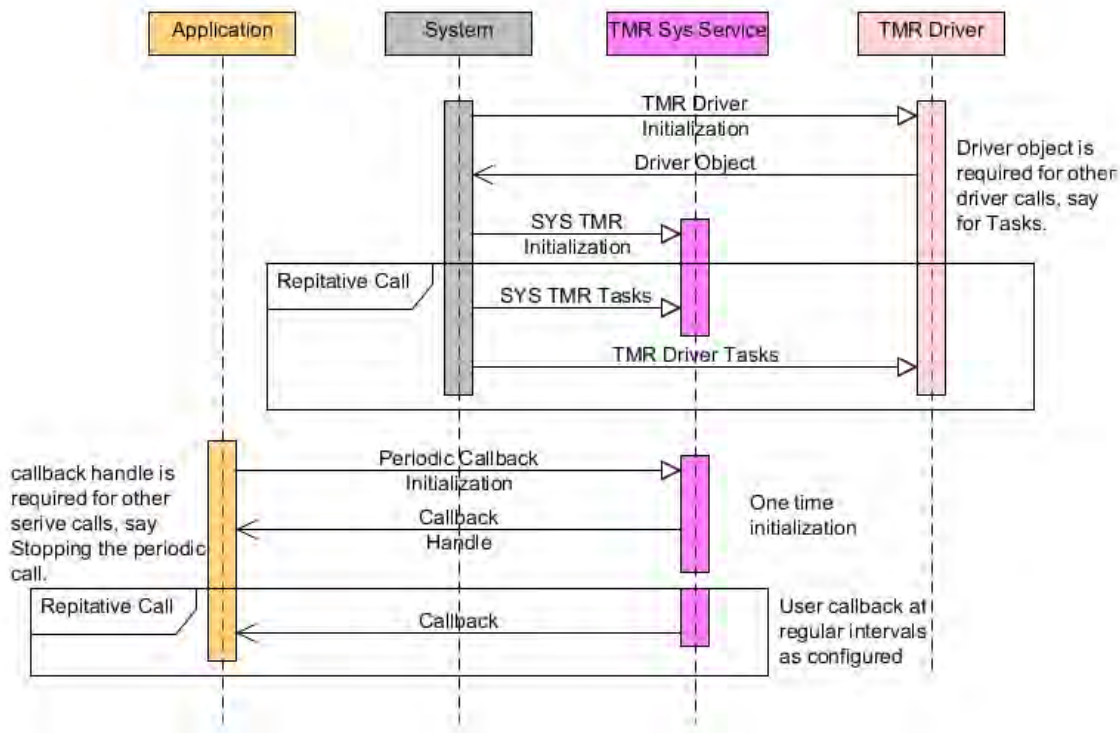 Application
System
TMR Sys Service
TMR Driver
TMR Driver
Initialization
Driver Object
Driver object is
required for other
driver calls, say
for Tasks.
SYS TMR
Initialization
Repitative Call
SYS TMR Tasks
TMR Driver Tasks
callback handle is
required for other
serive calls, say
Stopping the periodic
call.
Periodic Callback
Initialization
Callback
Handle
One time
initialization
Repitative Call
Callback
User callback at
regular intervals
as configured